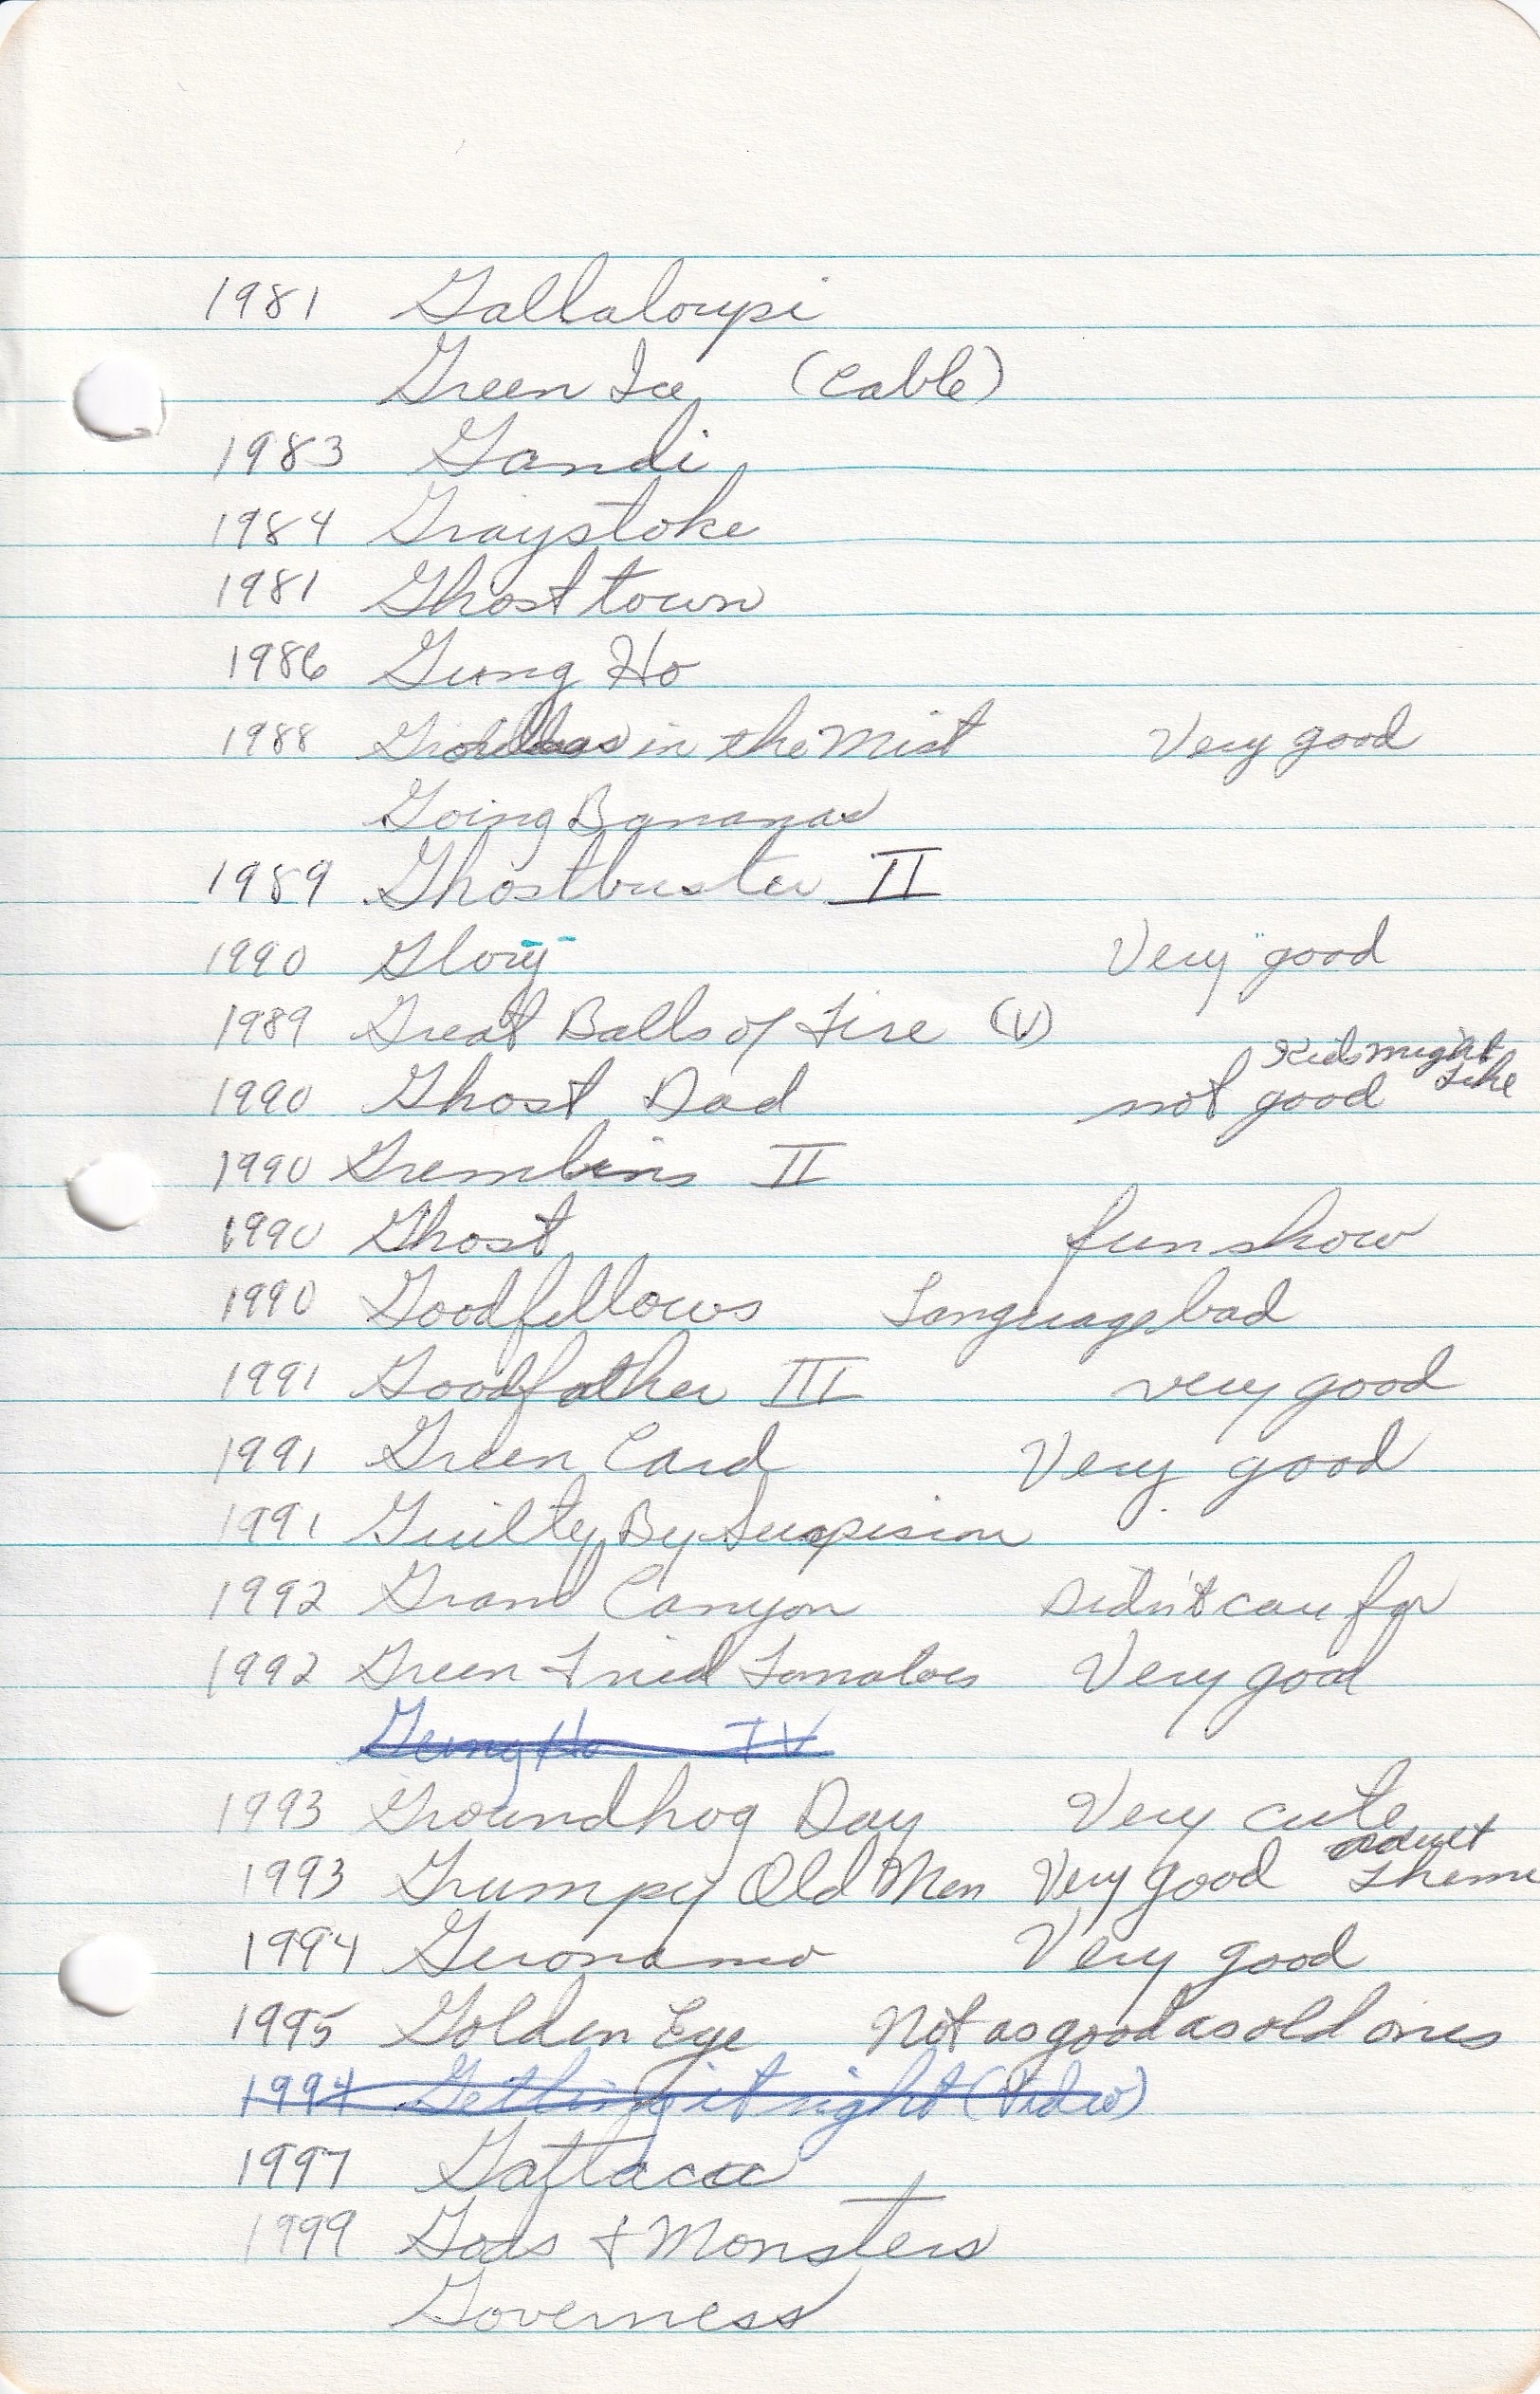 1981 Gallaloupi
Green Ice (Cable)
1983 Gandi
1984 Graystoke
1981 Ghost town
1986 Gung Ho
1988 in the Mist Very good
Going Bananas
1989 Ghostbuster II
1990 Glory Very good
1989 Great Balls of Fire (V)
Kids might like
1990 Ghost Dad not good
1990 Gremlins II
1990 Ghost fun show
1990 Goodfellows Language bad
1991 Goodfather III very good
1991 Green Card Very good
1991 Guilty By Suspision
1992 Grand Canyon Didn't care for
1992 Green Fried Tomatoes Very good
Gung Ho TV
1993 Groundhog Day Very cute
1993 Grumpy Old Men Very good adult theme
1994 Geronamo Very good
1995 Golden Eye Not as good as old ones
1994 Getting it right (Video)
1997 Gattaca
1999 Gods + Monsters
Governess